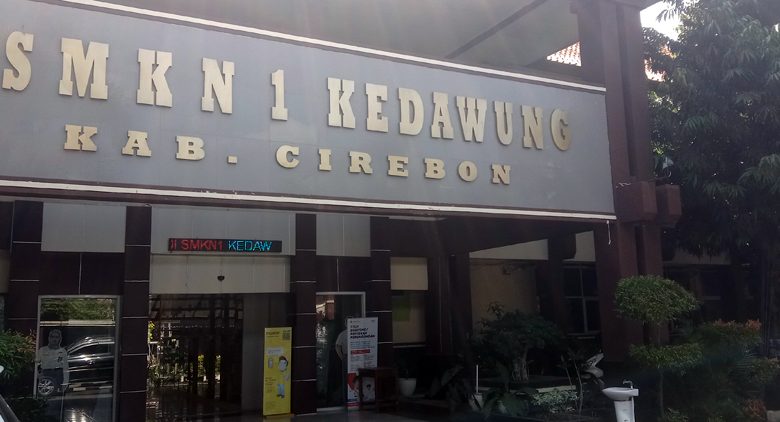 SMKN 1 KEDAWUNG
KAB. CIREBON
SMKN1 KEDAW